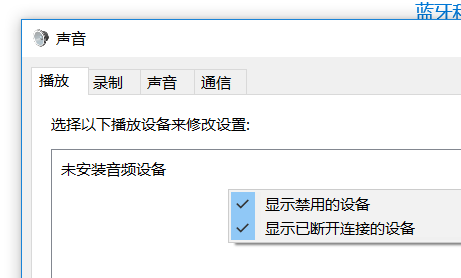 蓝牙和
声音
播放 录制 声音 通信
选择以下播放设备来修改设置:
未安装音频设备
显示禁用的设备
显示已断开连接的设备